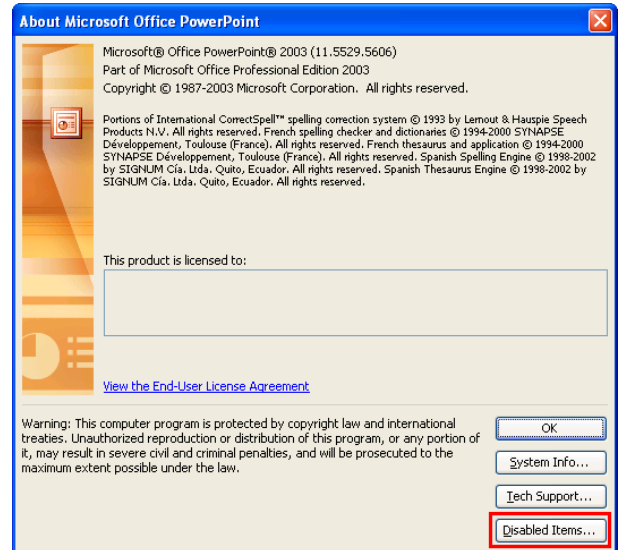 About Microsoft Office PowerPoint
Microsoft® Office PowerPoint® 2003 (11.5529.5606)
Part of Microsoft Office Professional Edition 2003
Copyright © 1987-2003 Microsoft Corporation.  All rights reserved.
Portions of International CorrectSpell™ spelling correction system © 1993 by Lernout & Hauspie Speech
Products N.V. All rights reserved. French spelling checker and dictionaries © 1994-2000 SYNAPSE
Développement, Toulouse (France). All rights reserved. French thesaurus and application © 1994-2000
SYNAPSE Développement, Toulouse (France). All rights reserved. Spanish Spelling Engine © 1998-2002
by SIGNUM Cía. Ltda. Quito, Ecuador. All rights reserved. Spanish Thesaurus Engine © 1998-2002 by
SIGNUM Cía. Ltda. Quito, Ecuador. All rights reserved.
This product is licensed to:
View the End-User License Agreement
Warning: This computer program is protected by copyright law and international
treaties. Unauthorized reproduction or distribution of this program, or any portion of
it, may result in severe civil and criminal penalties, and will be prosecuted to the
maximum extent possible under the law.
OK
System Info...
Tech Support...
Disabled Items...